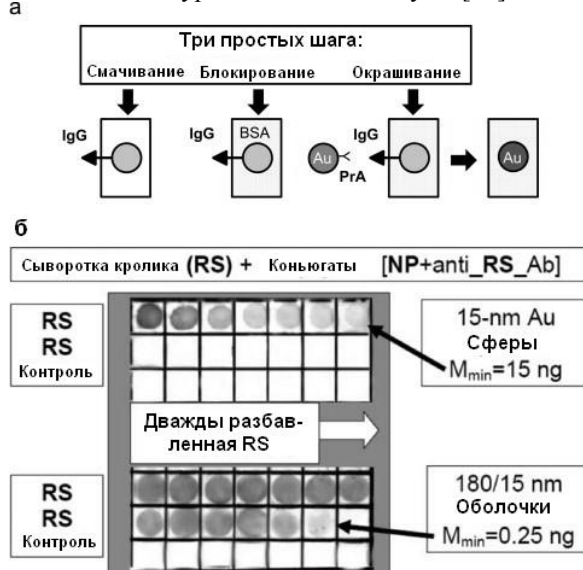 а
Три простых шага:
Смачивание Блокирование Окрашивание
IgG IgG BSA Au PrA IgG Au
б
Сыворотка кролика (RS) + Коньюгаты [NP+anti_RS_Ab]
RS
RS
Контроль
15-nm Au
Сферы
Mmin=15 ng
Дважды разбав-
ленная RS
RS
RS
Контроль
180/15 nm
Оболочки
Mmin=0.25 ng